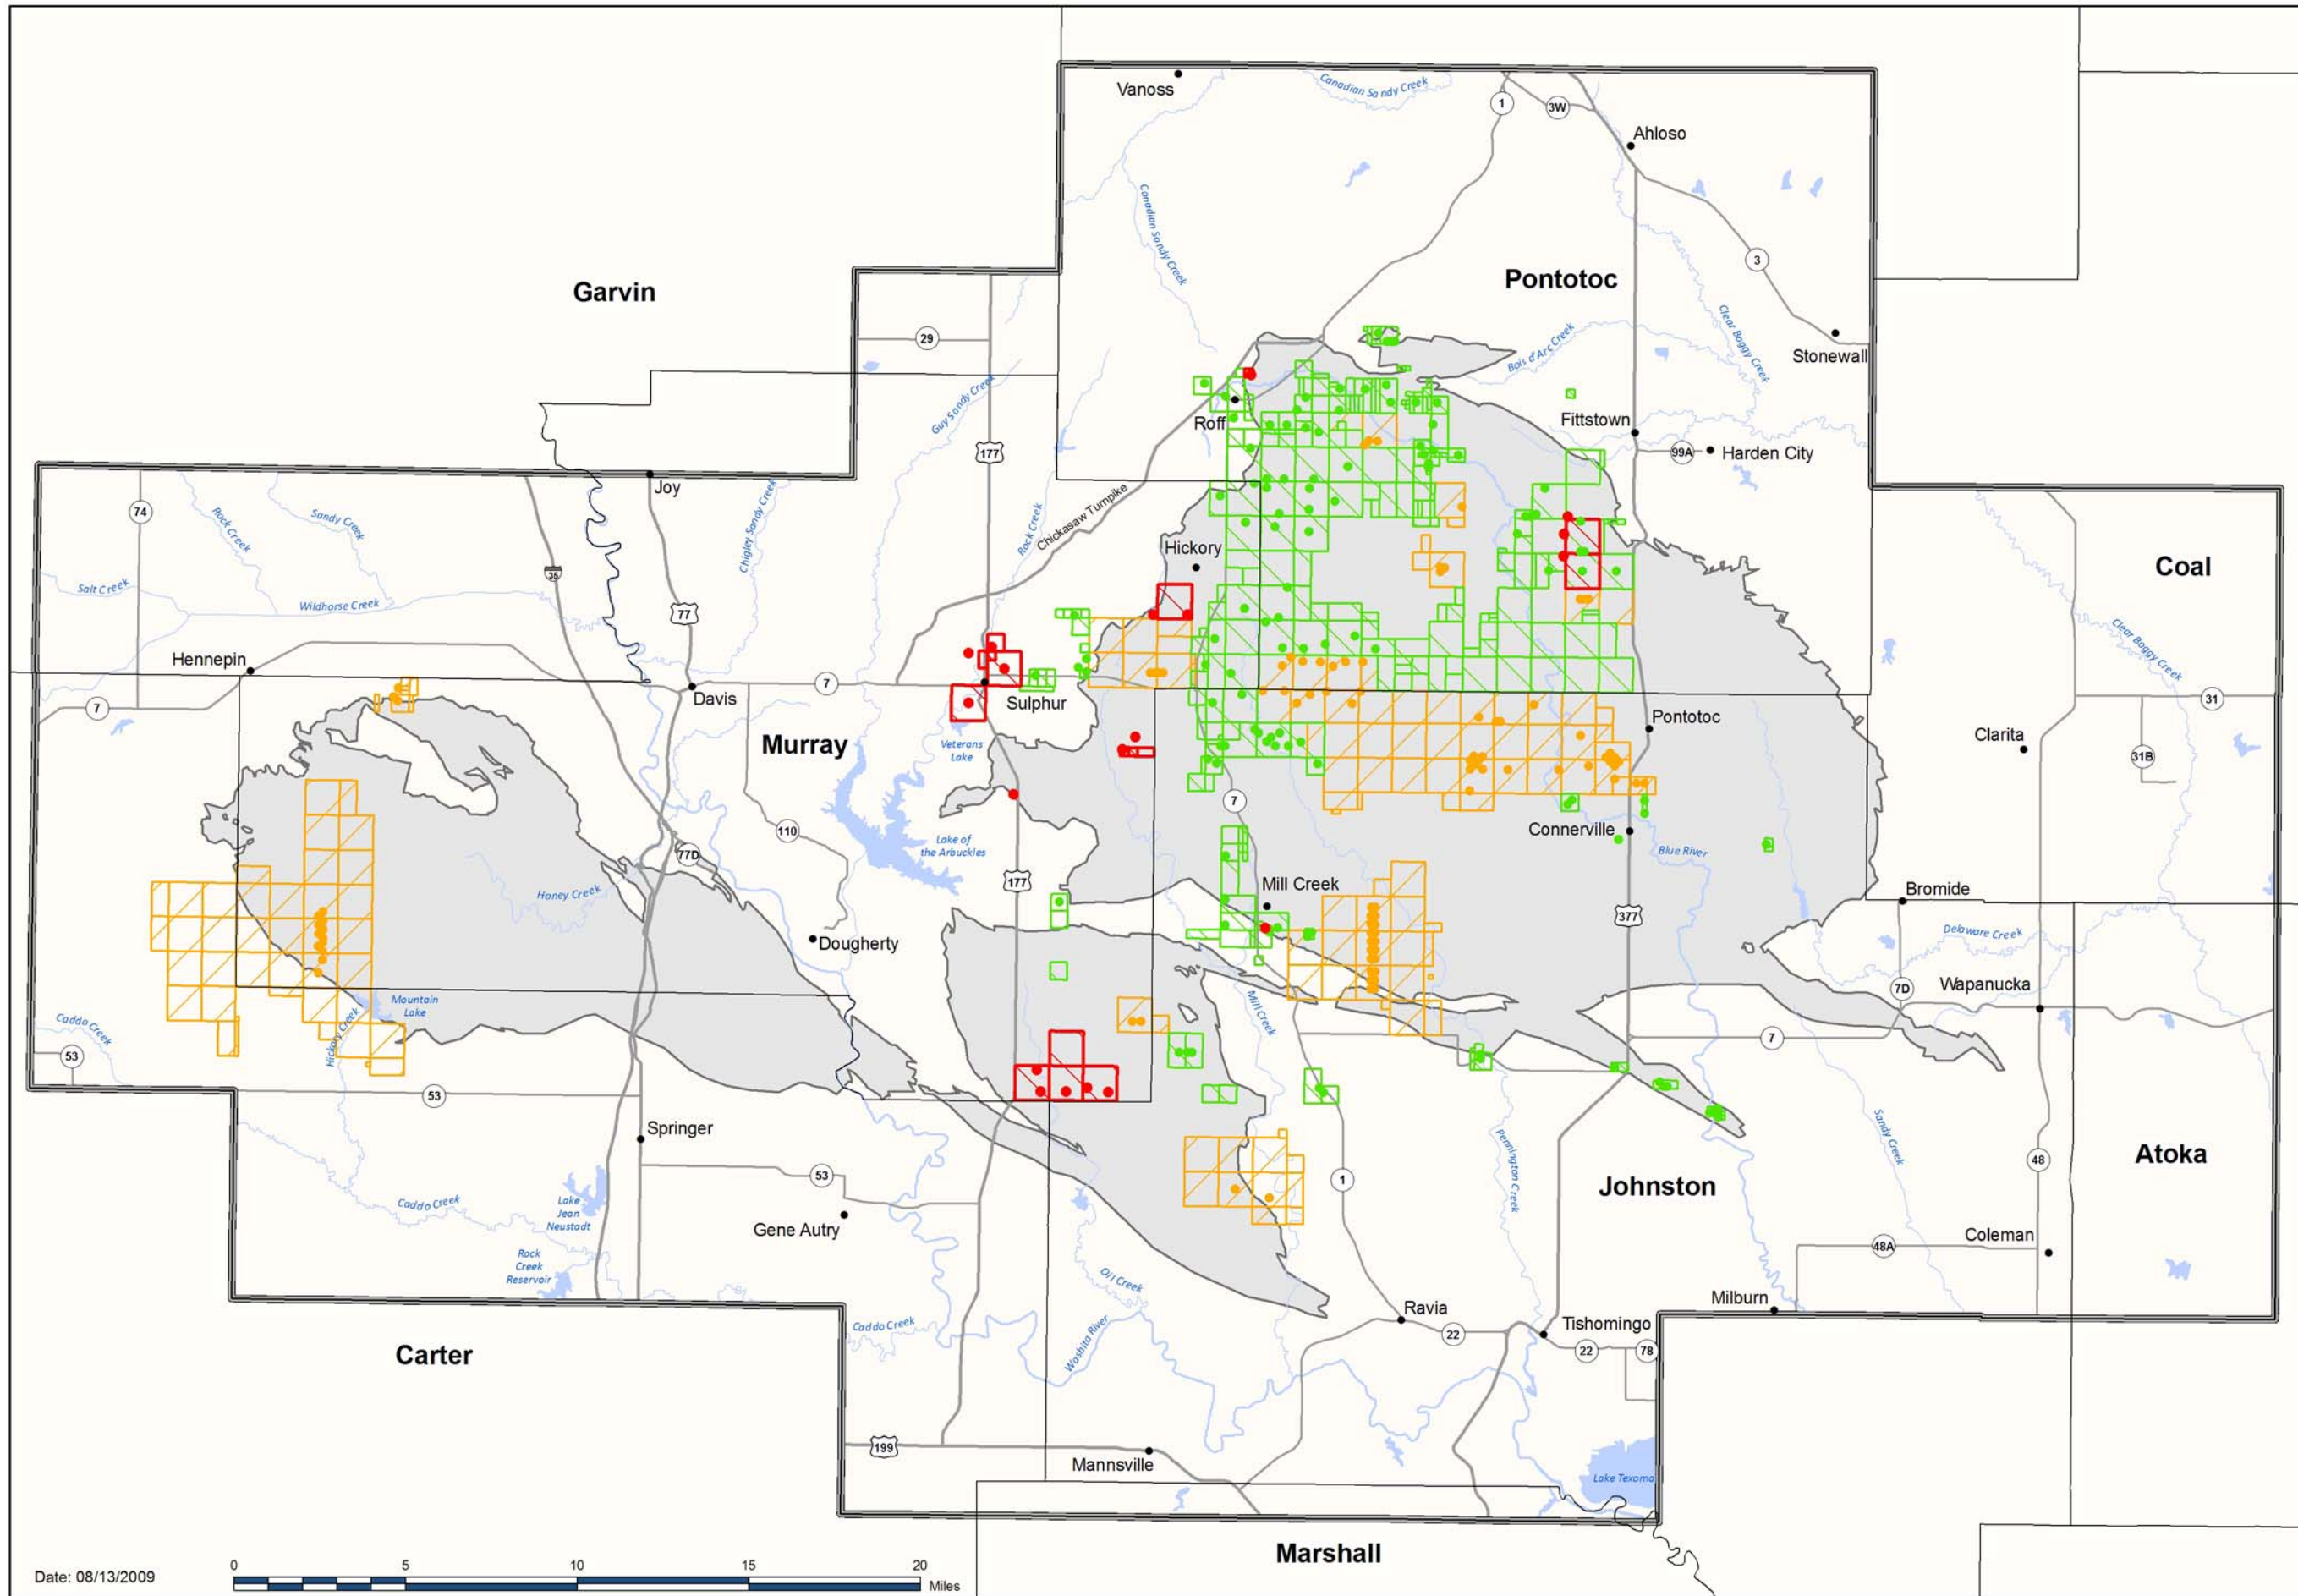 Vanoss
Canadian Sandy Creek
1
3W
Ahloso
Canadian Sandy Creek
Garvin
Pontotoc
3
Clear Boggy Creek
29
Bois d'Arc Creek
Stonewall
Guy Sandy Creek
Roff
Fittstown
177
99A
Harden City
Joy
74
Rock Creek
Sandy Creek
Chigley Sandy Creek
Rock Creek
Chickasaw Turnpike
Hickory
35
Coal
Salt Creek
Wildhorse Creek
77
Clear Boggy Creek
Hennepin
7
Davis
7
Sulphur
31
Pontotoc
Murray
Veterans
Lake
Clarita
31B
7
110
Lake of
the Arbuckles
Connerville
Blue River
77D
177
Mill Creek
Bromide
Honey Creek
377
Dougherty
Delaware Creek
7D
Wapanucka
Mountain
Lake
Mill Creek
Caddo Creek
Hickory Creek
53
7
53
Springer
Sandy Creek
Pennington Creek
48
Atoka
53
1
Johnston
Caddo Creek
Lake
Jean
Neustadt
Gene Autry
48A
Coleman
Rock
Creek
Reservoir
Oil Creek
Milburn
Ravia
Caddo Creek
Washita River
22
Tishomingo
22
78
Carter
199
Mannsville
Lake Texoma
Marshall
Date: 08/13/2009
0 5 10 15 20
Miles